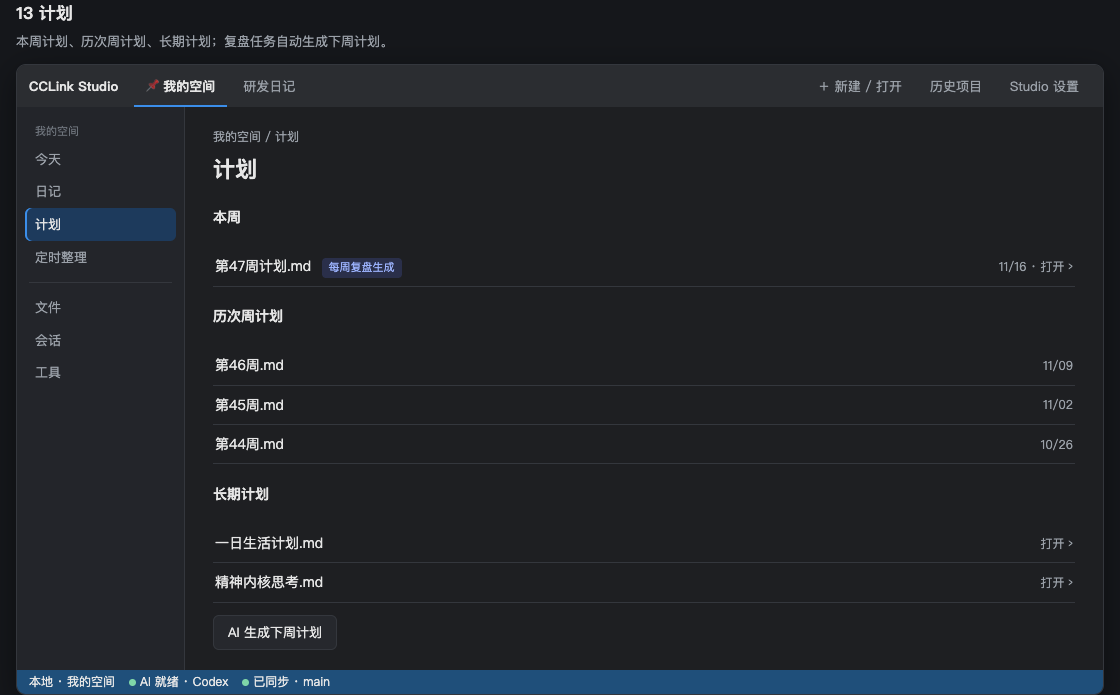 13 计划
本周计划、历次周计划、长期计划；复盘任务自动生成下周计划。
CCLink Studio 📌 我的空间 研发日记 + 新建 / 打开 历史项目 Studio 设置
我的空间
今天
日记
计划
定时整理
文件
会话
工具
我的空间 / 计划
计划
本周
第47周计划.md 每周复盘生成 11/16 · 打开 ›
历次周计划
第46周.md 11/09
第45周.md 11/02
第44周.md 10/26
长期计划
一日生活计划.md 打开 ›
精神内核思考.md 打开 ›
AI 生成下周计划
本地 · 我的空间 ● AI 就绪 · Codex ● 已同步 · main